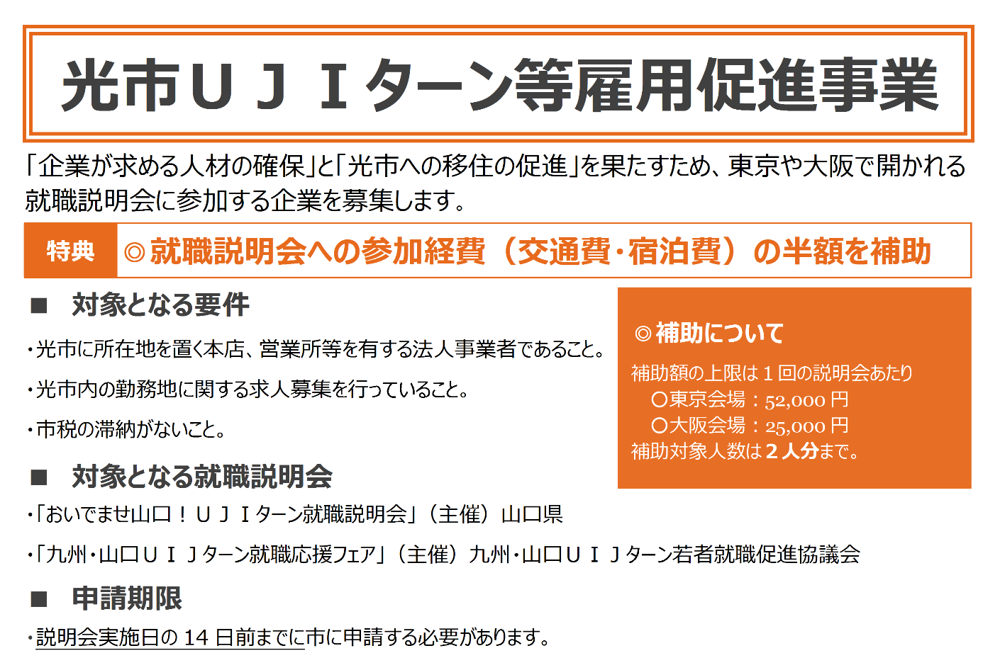 光市ＵＪＩターン等雇用促進事業
「企業が求める人材の確保」と「光市への移住の促進」を果たすため、東京や大阪で開かれる
就職説明会に参加する企業を募集します。
特典
◎就職説明会への参加経費（交通費・宿泊費）の半額を補助
■　対象となる要件
・光市に所在地を置く本店、営業所等を有する法人事業者であること。
・光市内の勤務地に関する求人募集を行っていること。
・市税の滞納がないこと。
◎補助について
補助額の上限は１回の説明会あたり
〇東京会場：52,000 円
〇大阪会場：25,000 円
補助対象人数は２人分まで。
■　対象となる就職説明会
・「おいでませ山口！ＵＪＩターン就職説明会」（主催）山口県
・「九州・山口ＵＩＪターン就職応援フェア」（主催）九州・山口ＵＩＪターン若者就職促進協議会
■　申請期限
・説明会実施日の 14 日前までに市に申請する必要があります。